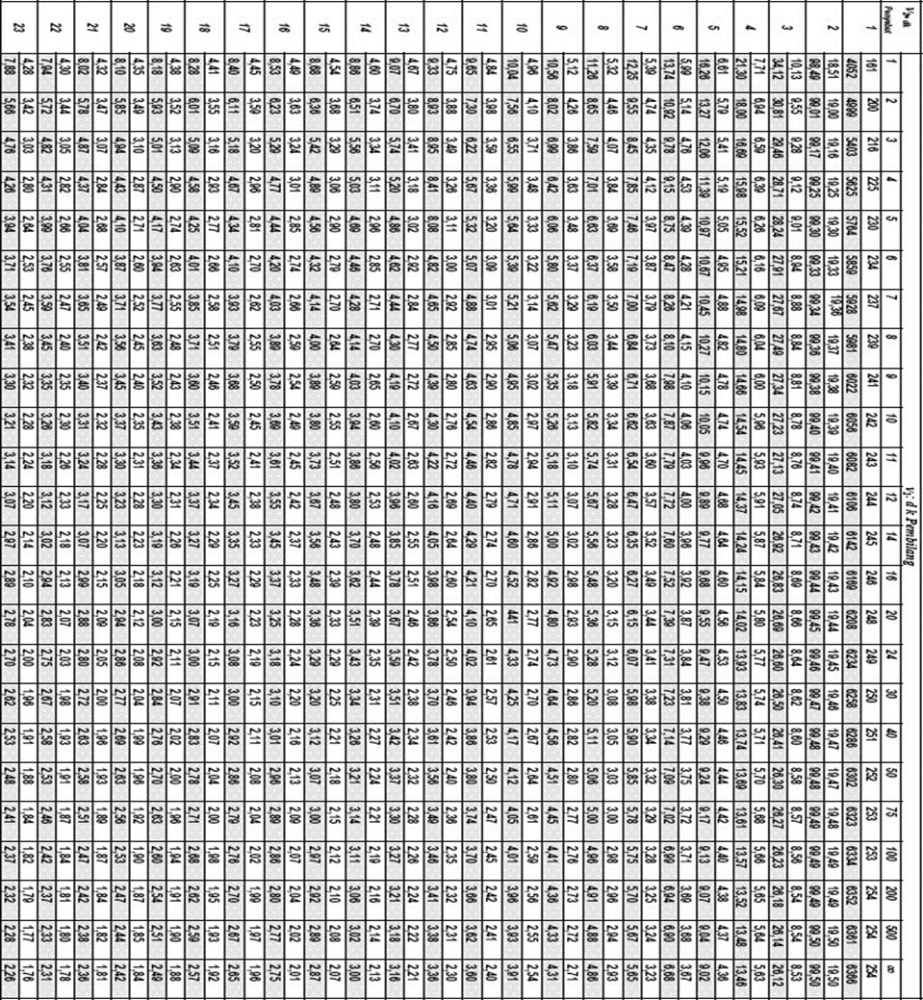 V2= dk Penyebut V1: d k Pembilang
1 2 3 4 5 6 7 8 9 10 11 12 14 16 20 24 30 40 50 75 100 200 500 ∞
1 161 200 216 225 230 234 237 239 241 242 243 244 245 246 248 249 250 251 252 253 253 254 254 254
4052 4999 5403 5625 5764 5859 5928 5981 6022 6056 6082 6106 6142 6169 6208 6234 6258 6286 6302 6323 6334 6352 6361 6366
2 18,51 19,00 19,16 19,25 19,30 19,33 19,36 19,37 19,38 19,39 19,40 19,41 19,42 19,43 19,44 19,45 19,46 19,47 19,47 19,48 19,49 19,49 19,50 19,50
98,49 99,01 99,17 99,25 99,30 99,33 99,34 99,36 99,38 99,40 99,41 99,42 99,43 99,44 99,45 99,46 99,47 99,48 99,48 99,49 99,49 99,49 99,50 99,50
3 10,13 9,55 9,28 9,12 9,01 8,94 8,88 8,84 8,81 8,78 8,76 8,74 8,71 8,69 8,66 8,64 8,62 8,60 8,58 8,57 8,56 8,54 8,54 8,53
34,12 30,81 29,46 28,71 28,24 27,91 27,67 27,49 27,34 27,23 27,13 27,05 26,92 26,83 26,69 26,60 26,50 26,41 26,30 26,27 26,23 26,18 26,14 26,12
4 7,71 6,94 6,59 6,39 6,26 6,16 6,09 6,04 6,00 5,96 5,93 5,91 5,87 5,84 5,80 5,77 5,74 5,71 5,70 5,68 5,66 5,65 5,64 5,63
21,30 18,00 16,69 15,98 15,52 15,21 14,98 14,80 14,66 14,54 14,45 14,37 14,24 14,15 14,02 13,93 13,83 13,74 13,69 13,61 13,57 13,52 13,48 13,46
5 6,61 5,79 5,41 5,19 5,05 4,95 4,88 4,82 4,78 4,74 4,70 4,68 4,64 4,60 4,56 4,53 4,50 4,46 4,44 4,42 4,40 4,38 4,37 4,36
16,26 13,27 12,06 11,39 10,97 10,67 10,45 10,27 10,15 10,05 9,96 9,89 9,77 9,68 9,55 9,47 9,38 9,29 9,24 9,17 9,13 9,07 9,04 9,02
6 5,99 5,14 4,76 4,53 4,39 4,28 4,21 4,15 4,10 4,06 4,03 4,00 3,96 3,92 3,87 3,84 3,81 3,77 3,75 3,72 3,71 3,69 3,68 3,67
13,74 10,92 9,78 9,15 8,75 8,47 8,26 8,10 7,98 7,87 7,79 7,72 7,60 7,52 7,39 7,31 7,23 7,14 7,09 7,02 6,99 6,94 6,90 6,88
7 5,39 4,74 4,35 4,12 3,97 3,87 3,79 3,73 3,68 3,63 3,60 3,57 3,52 3,49 3,44 3,41 3,38 3,34 3,32 3,29 3,28 3,25 3,24 3,23
12,25 9,55 8,45 7,85 7,46 7,19 7,00 6,84 6,71 6,62 6,54 6,47 6,35 6,27 6,15 6,07 5,98 5,90 5,85 5,78 5,75 5,70 5,67 5,65
8 5,32 4,46 4,07 3,84 3,69 3,58 3,50 3,44 3,39 3,34 3,31 3,28 3,23 3,20 3,15 3,12 3,08 3,05 3,03 3,00 2,98 2,96 2,94 2,93
11,26 8,65 7,59 7,01 6,63 6,37 6,19 6,03 5,91 5,82 5,74 5,67 5,56 5,48 5,36 5,28 5,20 5,11 5,06 5,00 4,96 4,91 4,88 4,86
9 5,12 4,26 3,86 3,63 3,48 3,37 3,29 3,23 3,18 3,13 3,10 3,07 3,02 2,98 2,93 2,90 2,86 2,82 2,80 2,77 2,76 2,73 2,72 2,71
10,56 8,02 6,99 6,42 6,06 5,80 5,62 5,47 5,35 5,26 5,18 5,11 5,00 4,92 4,80 4,73 4,64 4,56 4,51 4,45 4,41 4,36 4,33 4,31
10 4,96 4,10 3,71 3,48 3,33 3,22 3,14 3,07 3,02 2,97 2,94 2,91 2,86 2,82 2,77 2,74 2,70 2,67 2,64 2,61 2,59 2,56 2,55 2,54
10,04 7,56 6,55 5,99 5,64 5,39 5,21 5,06 4,95 4,85 4,78 4,71 4,60 4,52 441 4,33 4,25 4,17 4,12 4,05 4,01 3,96 3,93 3,91
11 4,84 3,98 3,59 3,36 3,20 3,09 3,01 2,95 2,90 2,86 2,82 2,79 2,74 2,70 2,65 2,61 2,57 2,53 2,50 2,47 2,45 2,42 2,41 2,40
9,65 7,30 6,22 5,67 5,32 5,07 4,88 4,74 4,63 4,54 4,46 4,40 4,29 4,21 4,10 4,02 3,94 3,86 3,80 3,74 3,70 3,66 3,62 3,60
12 4,75 3,88 3,49 3,26 3,11 3,00 2,92 2,85 2,80 2,76 2,72 2,69 2,64 2,60 2,54 2,50 2,46 2,42 2,40 2,36 2,35 2,32 2,31 2,30
9,33 8,93 8,95 8,41 8,08 4,82 4,65 4,50 4,39 4,30 4,22 4,16 4,05 3,98 3,86 3,78 3,70 3,61 3,56 3,49 3,46 3,41 3,38 3,36
13 4,67 3,80 3,41 3,18 3,02 2,92 2,84 2,77 2,72 2,67 2,63 2,60 2,55 2,51 2,46 2,42 2,38 2,34 2,32 2,28 2,26 2,24 2,22 2,21
9,07 6,70 5,74 5,20 4,86 4,62 4,44 4,30 4,19 4,10 4,02 3,96 3,85 3,78 3,67 3,59 3,51 3,42 3,37 3,30 3,27 3,21 3,18 3,16
14 4,60 3,74 3,34 3,11 2,96 2,85 2,77 2,70 2,65 2,60 2,56 2,53 2,48 2,44 2,39 2,35 2,31 2,27 2,24 2,21 2,19 2,16 2,14 2,13
8,86 6,51 5,56 5,03 4,69 4,46 4,28 4,14 4,03 3,94 3,86 3,80 3,70 3,62 3,51 3,43 3,34 3,26 3,21 3,14 3,11 3,06 3,02 3,00
15 4,54 3,68 3,29 3,06 2,90 2,79 2,70 2,64 2,59 2,55 2,51 2,48 2,43 2,39 2,33 2,29 2,25 2,21 2,18 2,15 2,12 2,10 2,08 2,07
8,68 6,36 5,42 4,89 4,56 4,32 4,14 4,00 3,89 3,80 3,73 3,67 3,56 3,48 3,36 3,29 3,20 3,12 3,07 3,00 2,97 2,92 2,89 2,87
16 4,49 3,63 3,24 3,01 2,85 2,74 2,66 2,59 2,54 2,49 2,45 2,42 2,37 2,33 2,28 2,24 2,20 2,16 2,13 2,09 2,07 2,04 2,02 2,01
8,53 6,23 5,29 4,77 4,44 4,20 4,03 3,89 3,78 3,69 3,61 3,55 3,45 3,37 3,25 3,18 3,10 3,01 2,96 2,89 2,86 2,80 2,77 2,75
17 4,45 3,59 3,20 2,96 2,81 2,70 2,62 2,55 2,50 2,45 2,41 2,38 2,33 2,29 2,23 2,19 2,15 2,11 2,08 2,04 2,02 1,99 1,97 1,96
8,40 6,11 5,18 4,67 4,34 4,10 3,93 3,79 3,68 3,59 3,52 3,45 3,35 3,27 3,16 3,08 3,00 2,92 2,86 2,79 2,76 2,70 2,67 2,65
18 4,41 3,55 3,16 2,93 2,77 2,66 2,58 2,51 2,46 2,41 2,37 2,34 2,29 2,25 2,19 2,15 2,11 2,07 2,04 2,00 1,98 1,95 1,93 1,92
8,28 6,01 5,09 4,58 4,25 4,01 3,85 3,71 3,60 3,51 3,44 3,37 3,27 3,19 3,07 3,00 2,91 2,83 2,78 2,71 2,68 2,62 2,59 2,57
19 4,38 3,52 3,13 2,90 2,74 2,63 2,55 2,48 2,43 2,38 2,34 2,31 2,26 2,21 2,15 2,11 2,07 2,02 2,00 1,96 1,94 1,91 1,90 1,88
8,18 5,93 5,01 4,50 4,17 3,94 3,77 3,63 3,52 3,43 3,36 3,30 3,19 3,12 3,00 2,92 2,84 2,76 2,70 2,63 2,60 2,54 2,51 2,49
20 4,35 3,49 3,10 2,87 2,71 2,60 2,52 2,45 2,40 2,35 2,31 2,28 2,23 2,18 2,12 2,08 2,04 1,99 1,96 1,92 1,90 1,87 1,85 1,84
8,10 5,85 4,94 4,43 4,10 3,87 3,71 3,56 3,45 3,37 3,30 3,23 3,13 3,05 2,94 2,86 2,77 2,69 2,63 2,56 2,53 2,47 2,44 2,42
21 4,32 3,47 3,07 2,84 2,68 2,57 2,49 2,42 2,37 2,32 2,28 2,25 2,20 2,15 2,09 2,05 2,00 1,96 1,93 1,89 1,87 1,84 1,82 1,81
8,02 5,78 4,87 4,37 4,04 3,81 3,65 3,51 3,40 3,31 3,24 3,17 3,07 2,99 2,88 2,80 2,72 2,63 2,58 2,51 2,47 2,42 2,38 2,36
22 4,30 3,44 3,05 2,82 2,66 2,55 2,47 2,40 2,35 2,30 2,26 2,23 2,18 2,13 2,07 2,03 1,98 1,93 1,91 1,87 1,84 1,81 1,80 1,78
7,94 5,72 4,82 4,31 3,99 3,76 3,59 3,45 3,35 3,26 3,18 3,12 3,02 2,94 2,83 2,75 2,67 2,58 2,53 2,46 2,42 2,37 2,33 2,31
23 4,28 3,42 3,03 2,80 2,64 2,53 2,45 2,38 2,32 2,28 2,24 2,20 2,14 2,10 2,04 2,00 1,96 1,91 1,88 1,84 1,82 1,79 1,77 1,76
7,88 5,66 4,76 4,26 3,94 3,71 3,54 3,41 3,30 3,21 3,14 3,07 2,97 2,89 2,78 2,70 2,62 2,53 2,48 2,41 2,37 2,32 2,28 2,26